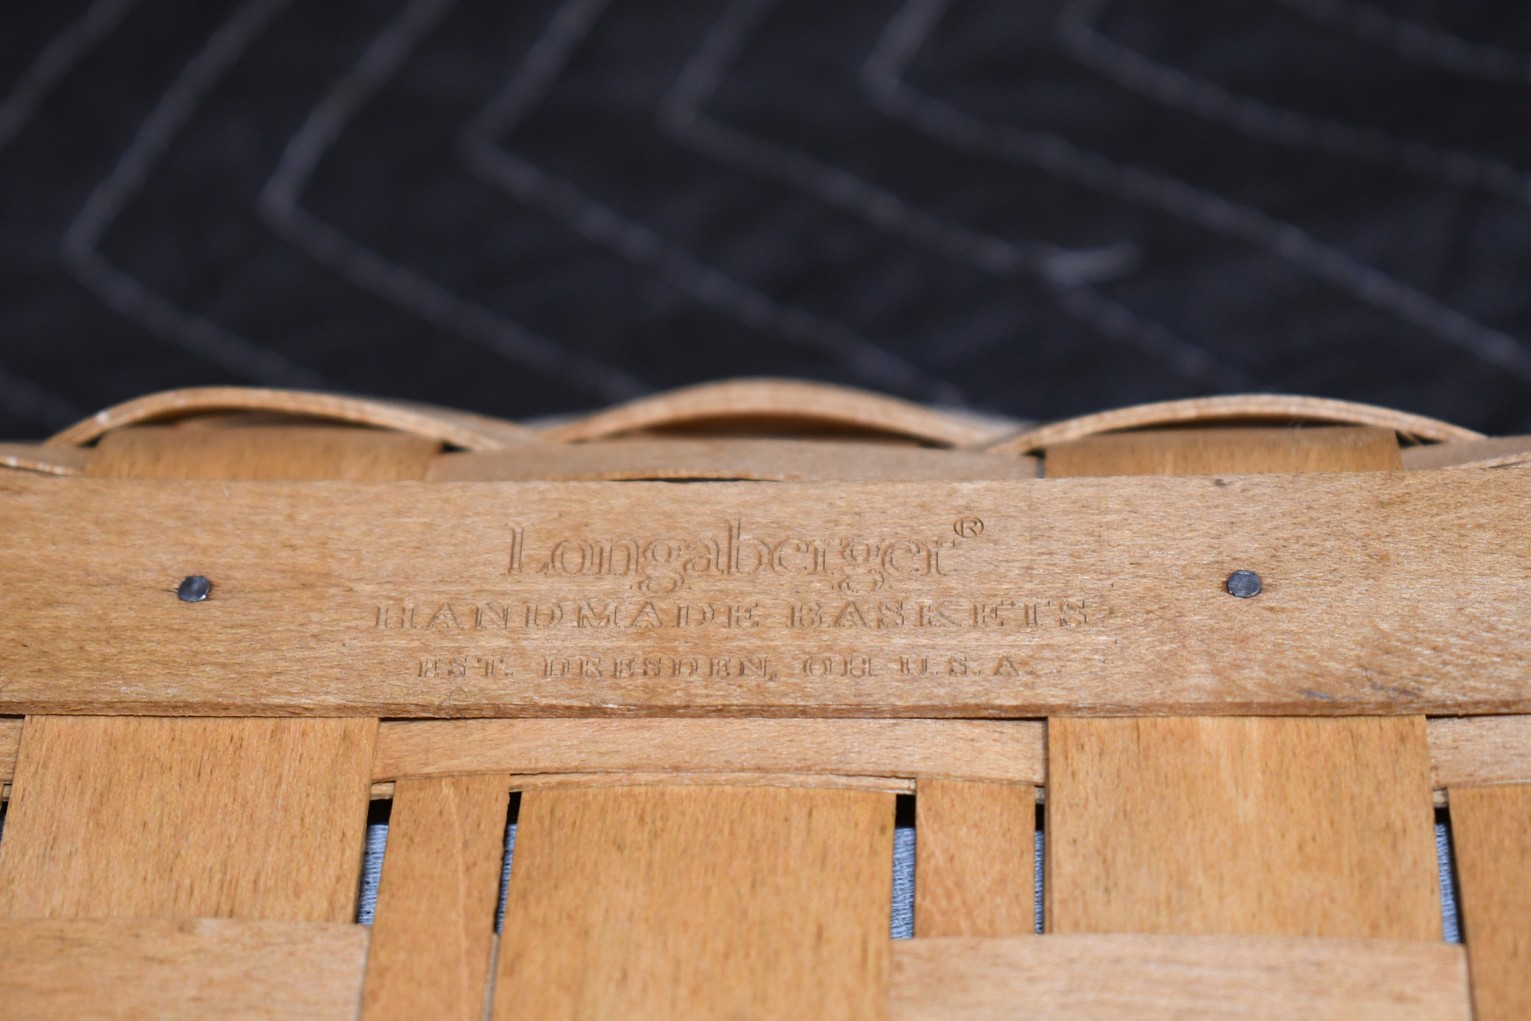 Longaberger®
HANDMADE BASKETS
EST. DRESDEN, OH U.S.A.